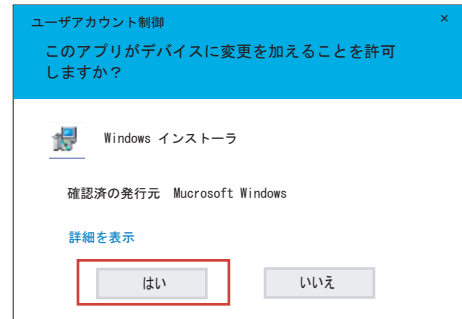 ユーザアカウント制御 ×
このアプリがデバイスに変更を加えることを許可
しますか？
Windows インストーラ
確認済の発行元 Mucrosoft Windows
詳細を表示
はい いいえ